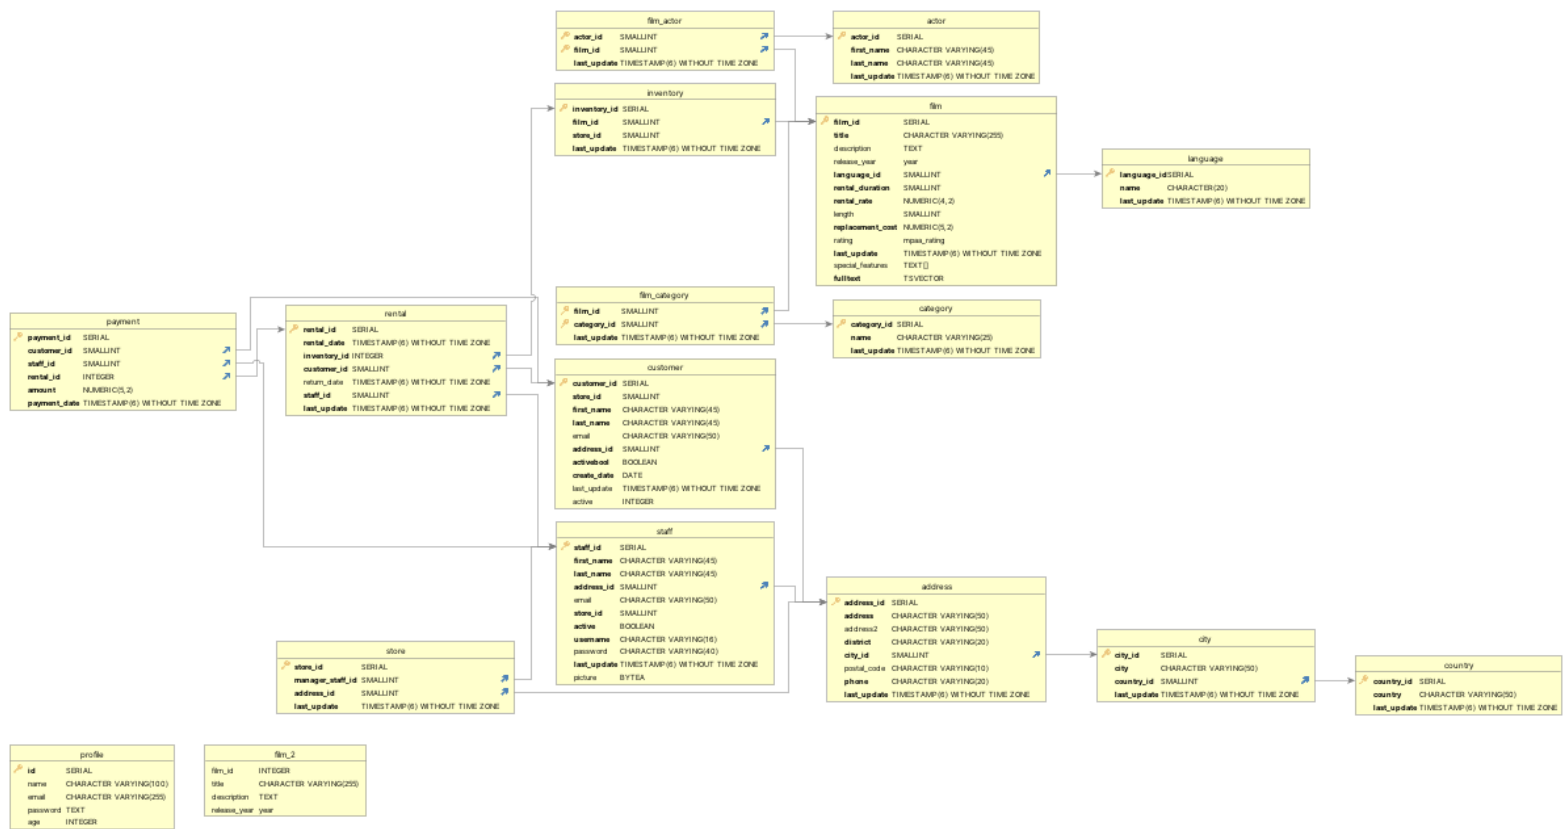 film_actor
actor_id SMALLINT
film_id SMALLINT
last_update TIMESTAMP(6) WITHOUT TIME ZONE
actor
actor_id SERIAL
first_name CHARACTER VARYING(45)
last_name CHARACTER VARYING(45)
last_update TIMESTAMP(6) WITHOUT TIME ZONE
inventory
inventory_id SERIAL
film_id SMALLINT
store_id SMALLINT
last_update TIMESTAMP(6) WITHOUT TIME ZONE
film
film_id SERIAL
title CHARACTER VARYING(255)
description TEXT
release_year year
language_id SMALLINT
rental_duration SMALLINT
rental_rate NUMERIC(4,2)
length SMALLINT
replacement_cost NUMERIC(5,2)
rating mpaa_rating
last_update TIMESTAMP(6) WITHOUT TIME ZONE
special_features TEXT[]
fulltext TSVECTOR
language
language_id SERIAL
name CHARACTER(20)
last_update TIMESTAMP(6) WITHOUT TIME ZONE
film_category
film_id SMALLINT
category_id SMALLINT
last_update TIMESTAMP(6) WITHOUT TIME ZONE
category
category_id SERIAL
name CHARACTER VARYING(25)
last_update TIMESTAMP(6) WITHOUT TIME ZONE
payment
payment_id SERIAL
customer_id SMALLINT
staff_id SMALLINT
rental_id INTEGER
amount NUMERIC(5,2)
payment_date TIMESTAMP(6) WITHOUT TIME ZONE
rental
rental_id SERIAL
rental_date TIMESTAMP(6) WITHOUT TIME ZONE
inventory_id INTEGER
customer_id SMALLINT
return_date TIMESTAMP(6) WITHOUT TIME ZONE
staff_id SMALLINT
last_update TIMESTAMP(6) WITHOUT TIME ZONE
customer
customer_id SERIAL
store_id SMALLINT
first_name CHARACTER VARYING(45)
last_name CHARACTER VARYING(45)
email CHARACTER VARYING(50)
address_id SMALLINT
activebool BOOLEAN
create_date DATE
last_update TIMESTAMP(6) WITHOUT TIME ZONE
active INTEGER
staff
staff_id SERIAL
first_name CHARACTER VARYING(45)
last_name CHARACTER VARYING(45)
address_id SMALLINT
email CHARACTER VARYING(50)
store_id SMALLINT
active BOOLEAN
username CHARACTER VARYING(16)
password CHARACTER VARYING(40)
last_update TIMESTAMP(6) WITHOUT TIME ZONE
picture BYTEA
address
address_id SERIAL
address CHARACTER VARYING(50)
address2 CHARACTER VARYING(50)
district CHARACTER VARYING(20)
city_id SMALLINT
postal_code CHARACTER VARYING(10)
phone CHARACTER VARYING(20)
last_update TIMESTAMP(6) WITHOUT TIME ZONE
city
city_id SERIAL
city CHARACTER VARYING(50)
country_id SMALLINT
last_update TIMESTAMP(6) WITHOUT TIME ZONE
country
country_id SERIAL
country CHARACTER VARYING(50)
last_update TIMESTAMP(6) WITHOUT TIME ZONE
store
store_id SERIAL
manager_staff_id SMALLINT
address_id SMALLINT
last_update TIMESTAMP(6) WITHOUT TIME ZONE
profile
id SERIAL
name CHARACTER VARYING(100)
email CHARACTER VARYING(255)
password TEXT
age INTEGER
film_2
film_id INTEGER
title CHARACTER VARYING(255)
description TEXT
release_year year